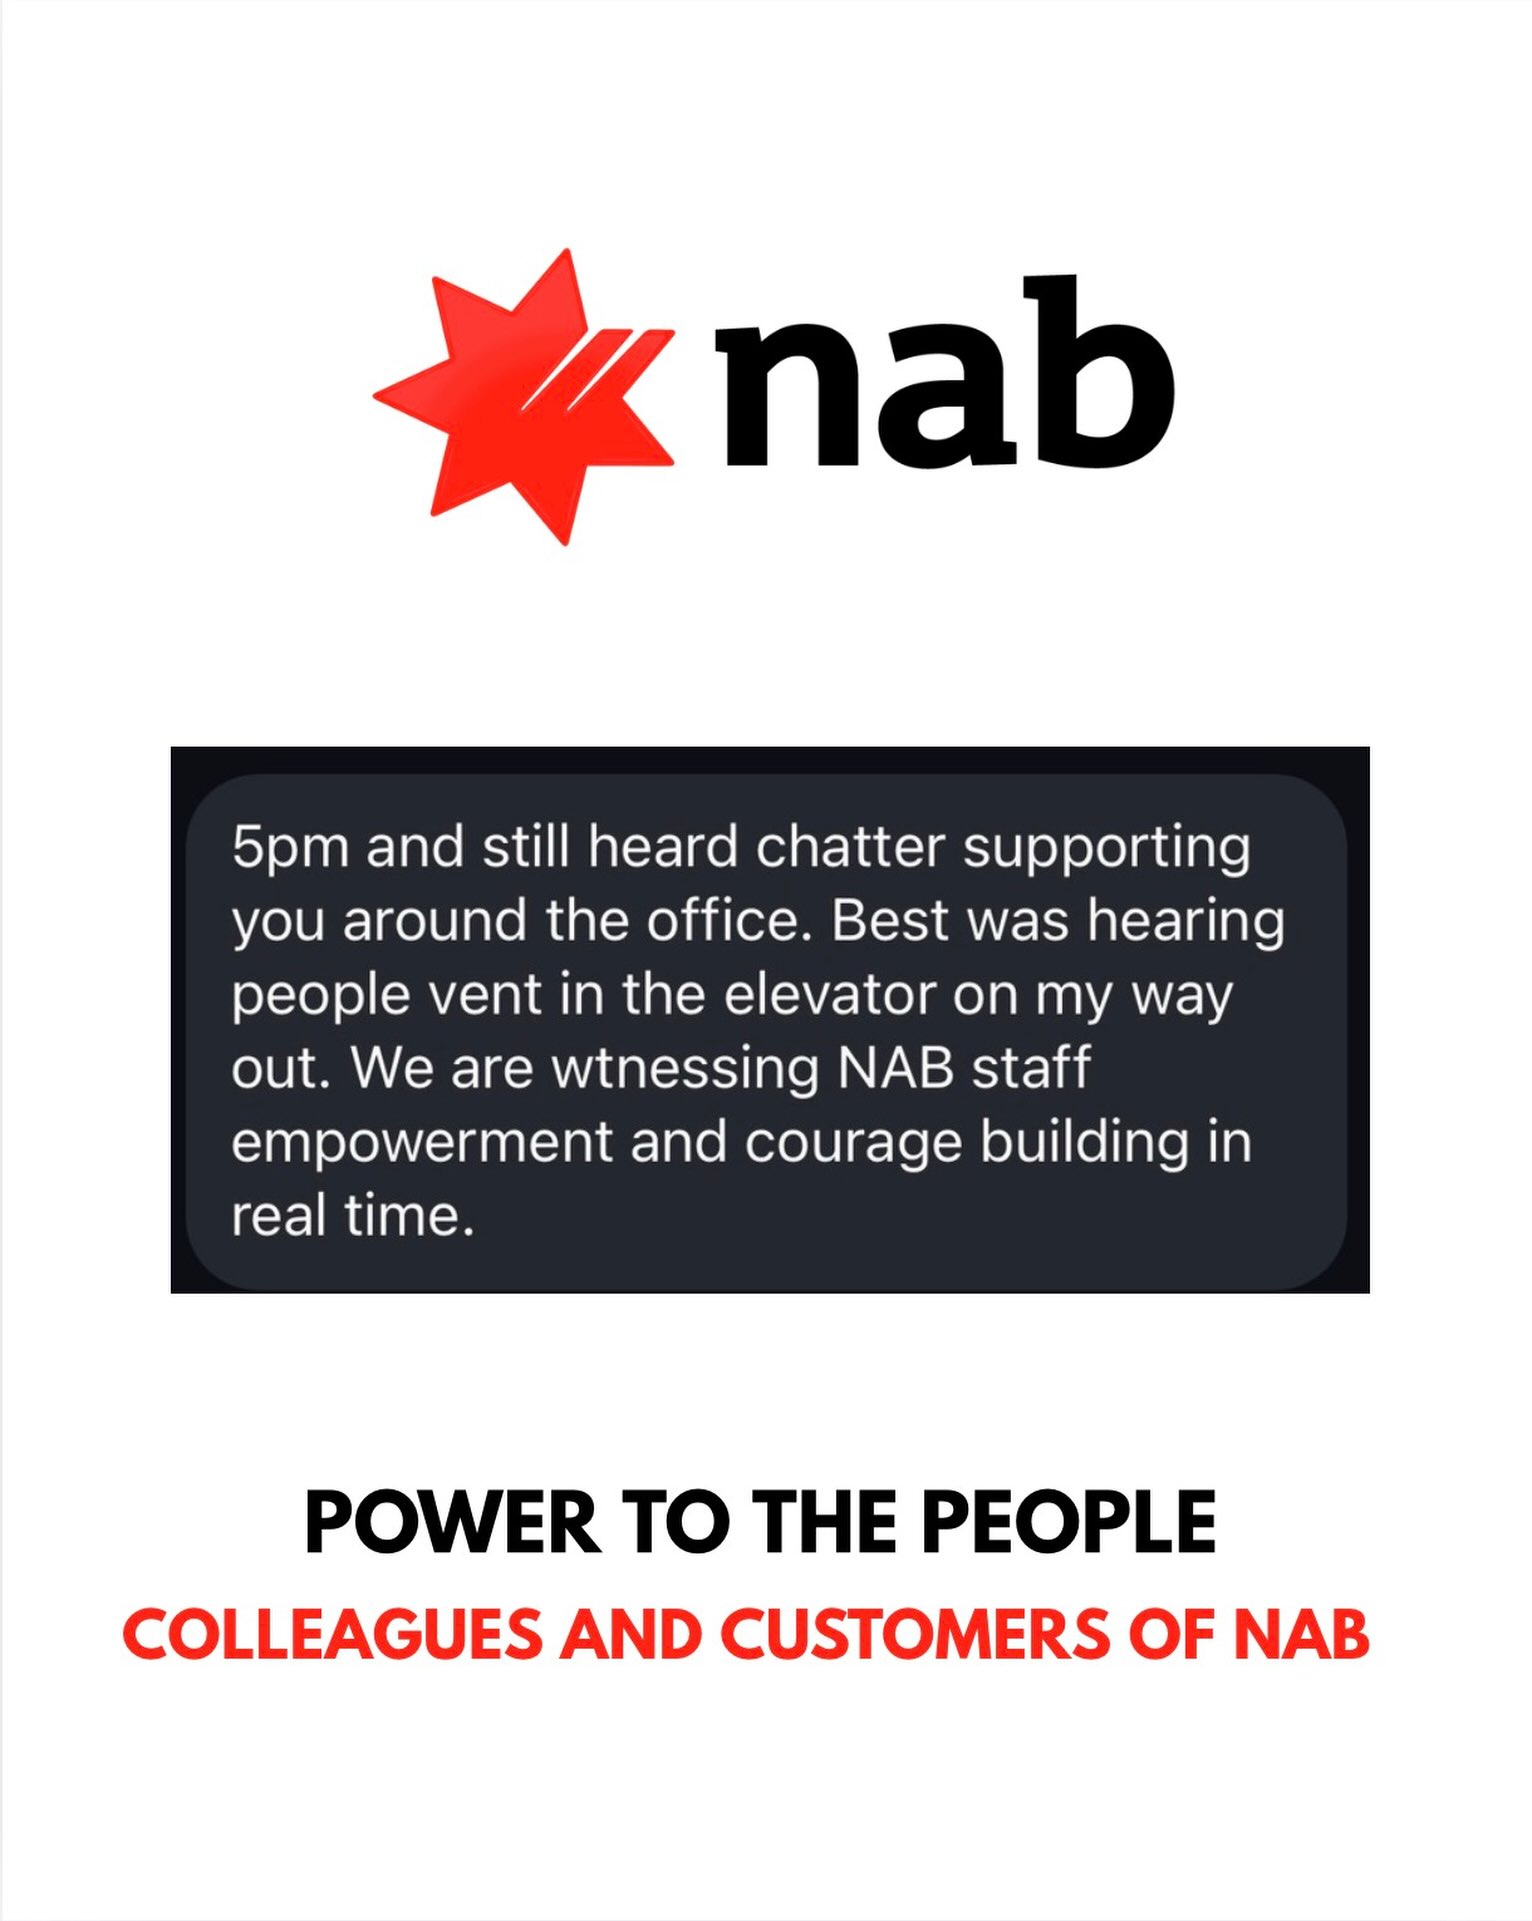 nab
5pm and still heard chatter supporting
you around the office. Best was hearing
people vent in the elevator on my way
out. We are wtnessing NAB staff
empowerment and courage building in
real time.
POWER TO THE PEOPLE
COLLEAGUES AND CUSTOMERS OF NAB